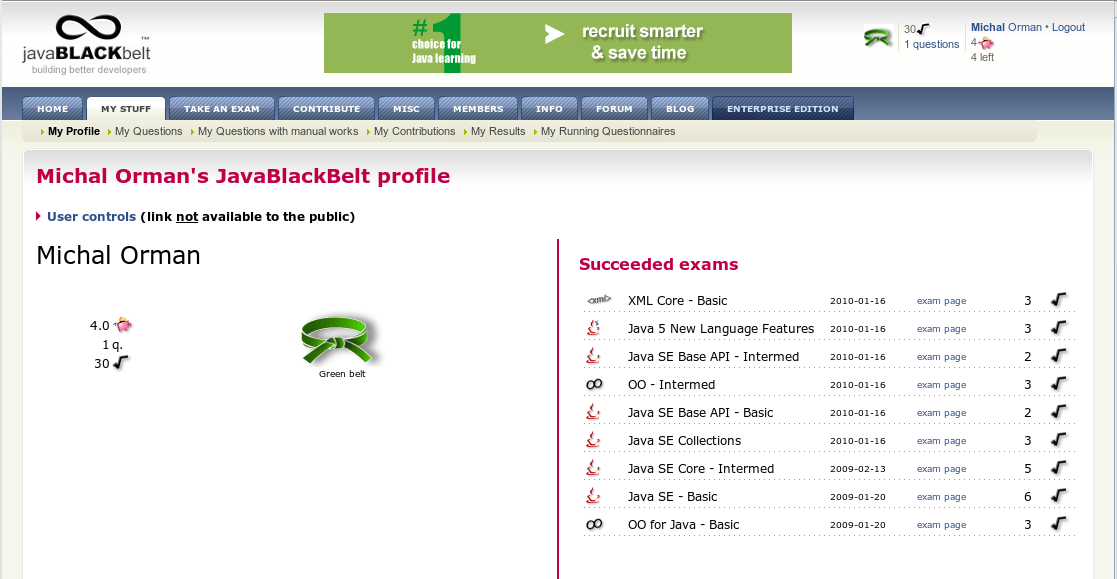 javaBLACKbelt ™
building better developers
#1
choice for
Java learning
recruit smarter
& save time
30
1 questions
Michal Orman • Logout
4
4 left
HOME MY STUFF TAKE AN EXAM CONTRIBUTE MISC MEMBERS INFO FORUM BLOG ENTERPRISE EDITION
My Profile My Questions My Questions with manual works My Contributions My Results My Running Questionnaires
Michal Orman's JavaBlackBelt profile
User controls (link not available to the public)
Michal Orman
4.0
1 q.
30
Green belt
Succeeded exams
<xml> XML Core - Basic 2010-01-16 exam page 3
Java 5 New Language Features 2010-01-16 exam page 3
Java SE Base API - Intermed 2010-01-16 exam page 2
OO - Intermed 2010-01-16 exam page 3
Java SE Base API - Basic 2010-01-16 exam page 2
Java SE Collections 2010-01-16 exam page 3
Java SE Core - Intermed 2009-02-13 exam page 5
Java SE - Basic 2009-01-20 exam page 6
OO for Java - Basic 2009-01-20 exam page 3